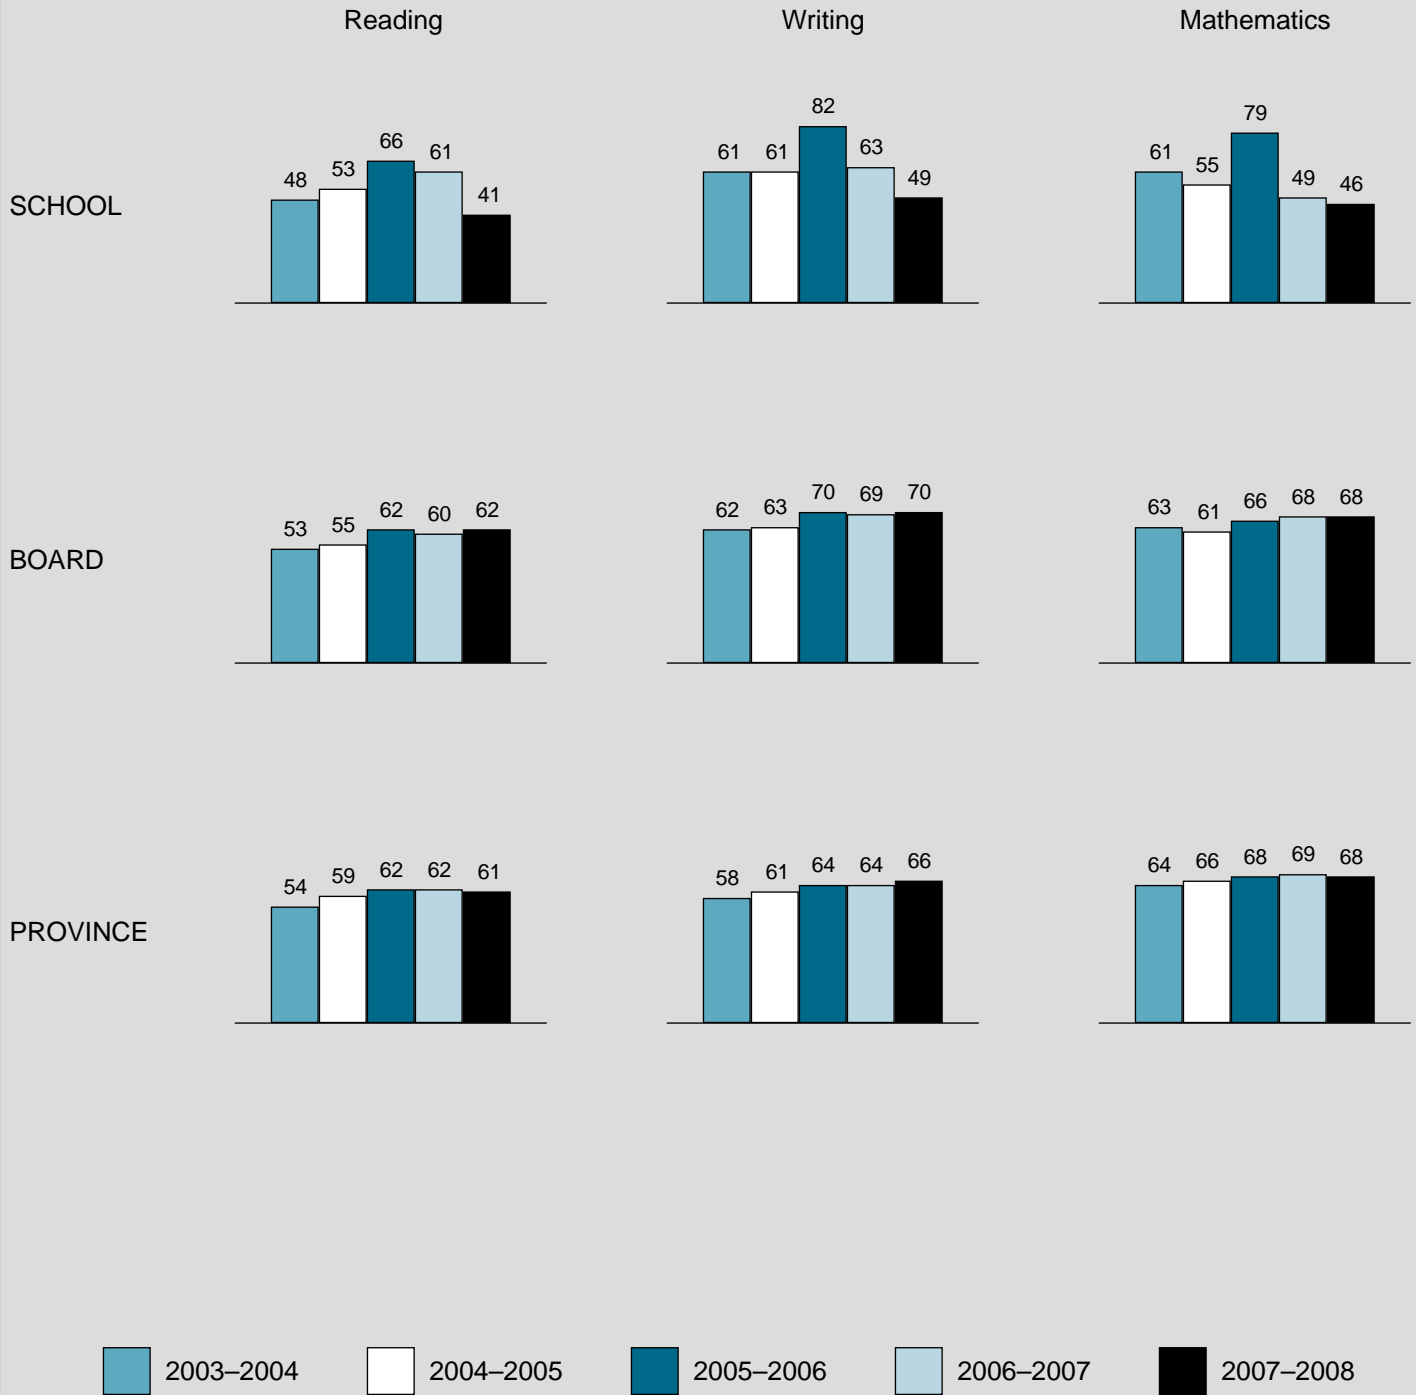 Reading Writing Mathematics
82
79
66
61 61 61 63 61
48 53 55
41 49 49 46
SCHOOL
53 55 62 60 62 62 63 70 69 70 63 61 66 68 68
BOARD
54 59 62 62 61 58 61 64 64 66 64 66 68 69 68
PROVINCE
2003–2004 2004–2005 2005–2006 2006–2007 2007–2008